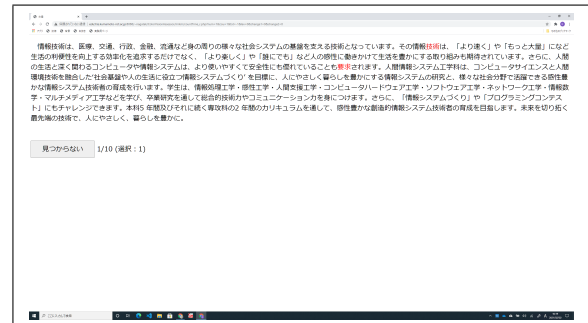 情報技術は、医療、交通、行政、金融、流通など身の回りの様々な社会システムの基盤を支える技術となっています。その情報技術は、「より速く」や「もっと大量」になど
生活の利便性を向上する効率化を追求するだけでなく、「より楽しく」や「誰にでも」など人の感性に働きかけて生活を豊かにする取り組みも期待されています。さらに、人間
の生活と深く関わるコンピュータや情報システムは、より使いやすくて安全性にも優れていることも要求されます。人間情報システム工学科は、コンピュータサイエンスと人間
環境技術を融合した"社会基盤や人の生活に役立つ情報システムづくり"を目標に、人にやさしく暮らしを豊かにする情報システムの研究と、様々な社会分野で活躍できる感性豊
かな情報システム技術者の育成を行います。学生は、情報処理工学・感性工学・人間支援工学・コンピュータハードウェア工学・ソフトウェア工学・ネットワーク工学・情報数
学・マルチメディア工学などを学び、卒業研究を通して総合的技術力やコミュニケーション力を身につけます。さらに、「情報システムづくり」や「プログラミングコンテス
ト」にもチャレンジできます。本科5 年間及びそれに続く専攻科の2 年間のカリキュラムを通して、感性豊かな創造的情報システム技術者の育成を目指します。未来を切り拓く
最先端の技術で、人にやさしく、暮らしを豊かに。
見つからない 1/10 (選択：1)